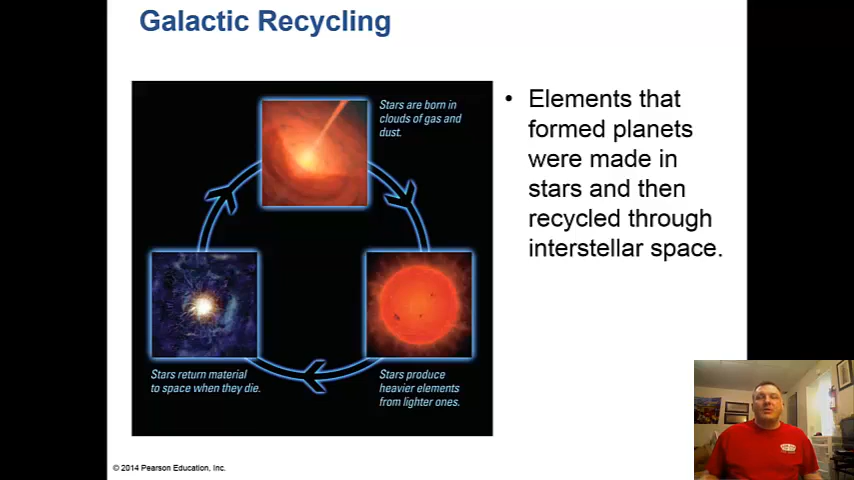 Galactic Recycling
Stars are born in
clouds of gas and
dust.
• Elements that
formed planets
were made in
stars and then
recycled through
interstellar space.
Stars return material
to space when they die.
Stars produce
heavier elements
from lighter ones.
© 2014 Pearson Education, Inc.